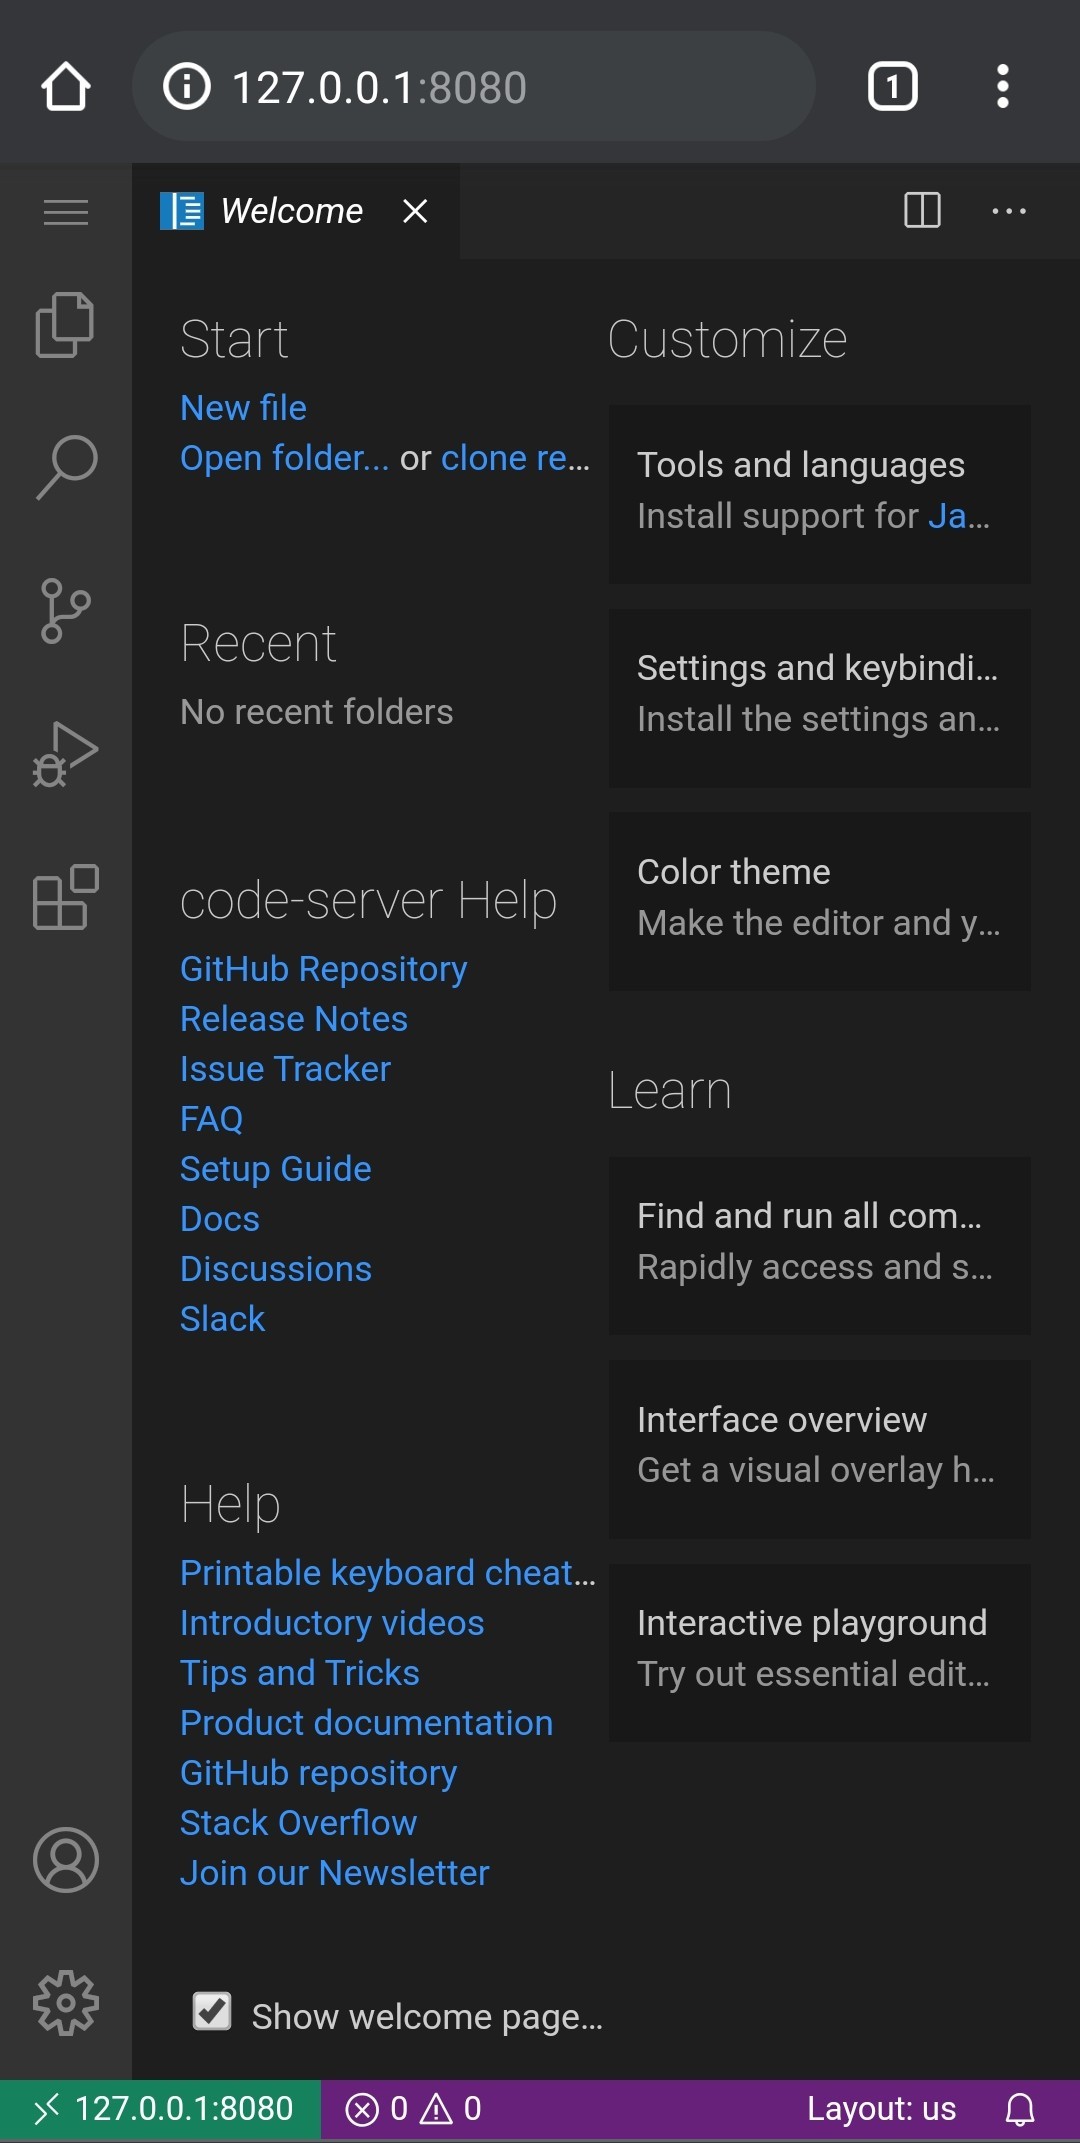 127.0.0.1:8080
1
Welcome
Start
New file
Open folder... or clone re...
Recent
No recent folders
code-server Help
GitHub Repository
Release Notes
Issue Tracker
FAQ
Setup Guide
Docs
Discussions
Slack
Help
Printable keyboard cheat...
Introductory videos
Tips and Tricks
Product documentation
GitHub repository
Stack Overflow
Join our Newsletter
Show welcome page...
Customize
Tools and languages
Install support for Ja...
Settings and keybindi...
Install the settings an...
Color theme
Make the editor and y...
Learn
Find and run all com...
Rapidly access and s...
Interface overview
Get a visual overlay h...
Interactive playground
Try out essential edit...
127.0.0.1:8080 0 0 Layout: us